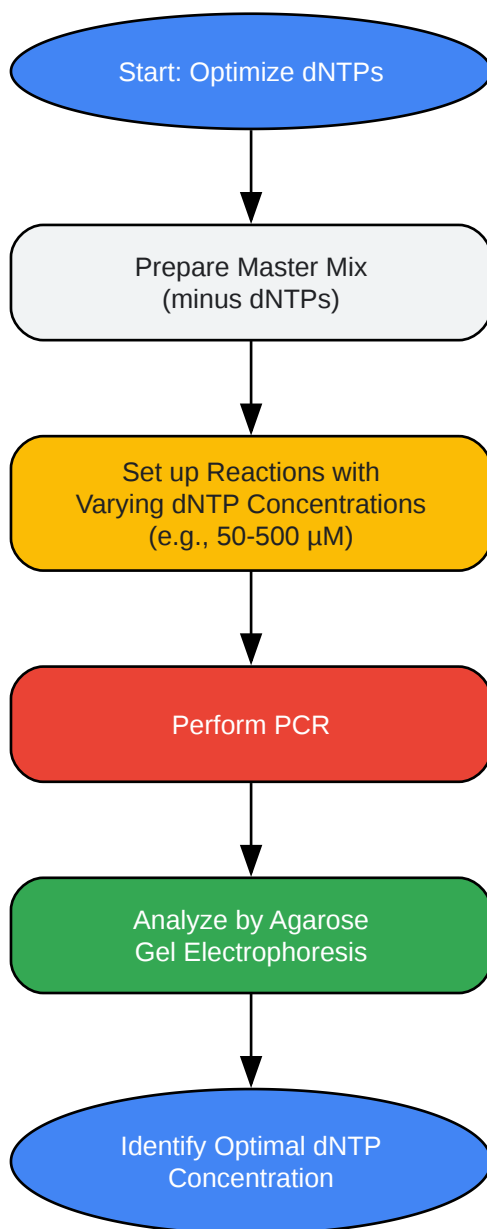 Start: Optimize dNTPs
Prepare Master Mix
(minus dNTPs)
Set up Reactions with
Varying dNTP Concentrations
(e.g., 50-500 µM)
Perform PCR
Analyze by Agarose
Gel Electrophoresis
Identify Optimal dNTP
Concentration